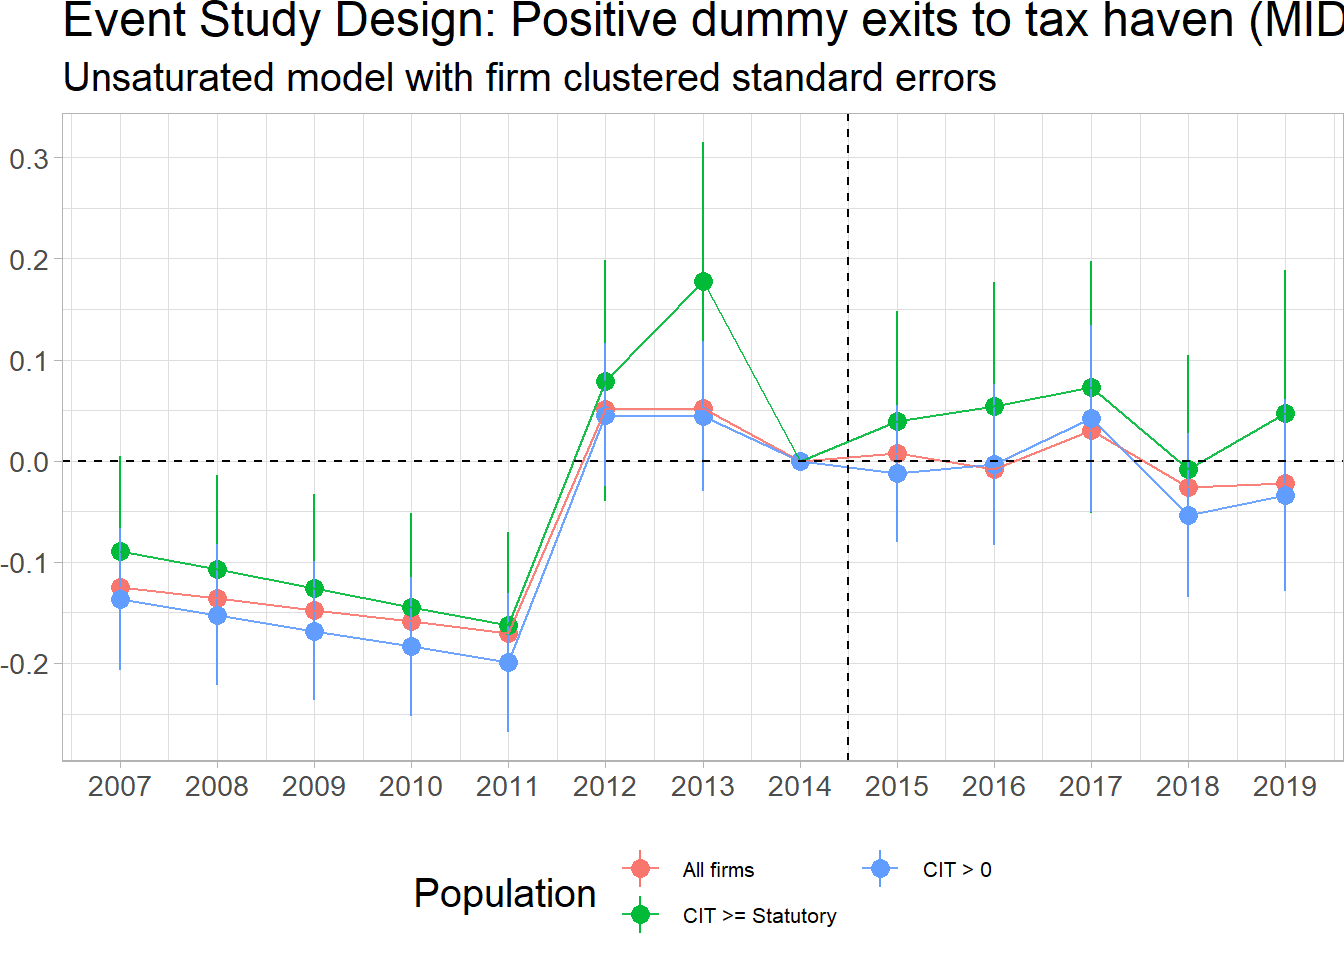 Event Study Design: Positive dummy exits to tax haven (MID
Unsaturated model with firm clustered standard errors
0.3
0.2
0.1
0.0
-0.1
-0.2
2007 2008 2009 2010 2011 2012 2013 2014 2015 2016 2017 2018 2019
Population
All firms
CIT > 0
CIT >= Statutory